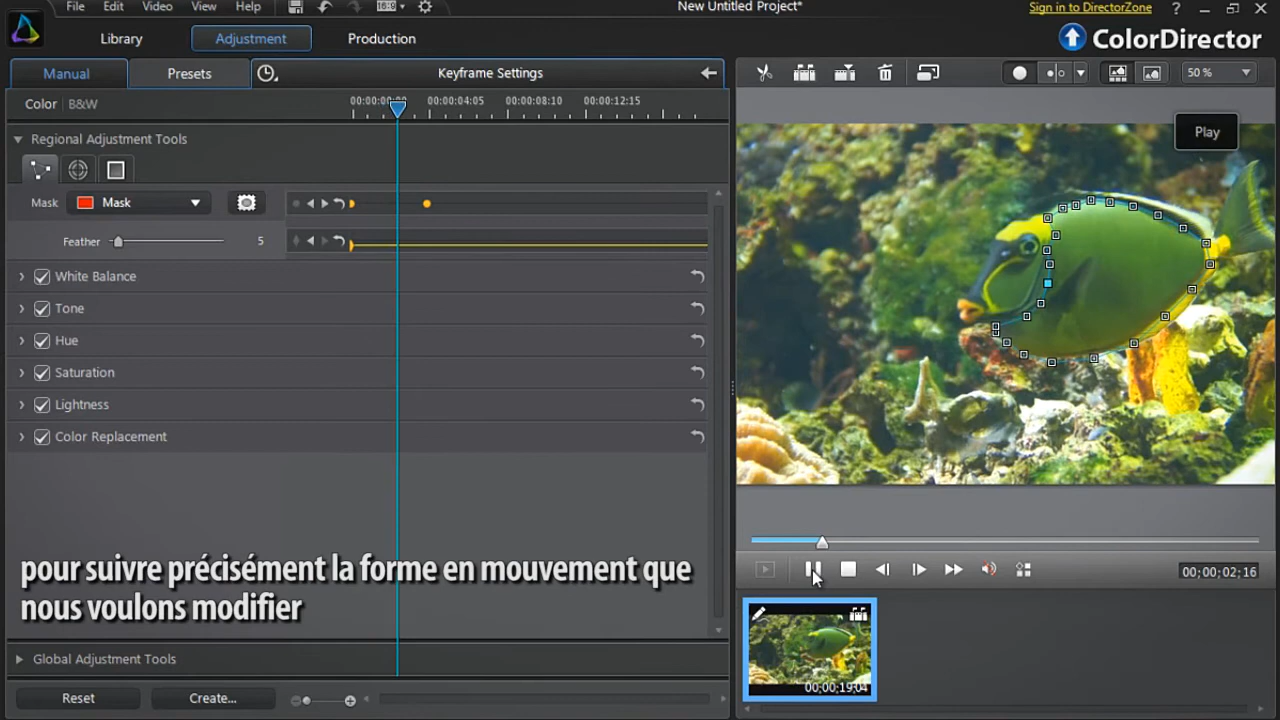 File Edit Video View Help 16:9 New Untitled Project* Sign in to DirectorZone ?
Library Adjustment Production ColorDirector
Manual Presets Keyframe Settings 50 %
Color B&W 00:00:00:00 00:00:04:05 00:00:08:10 00:00:12:15
Play
Regional Adjustment Tools
Mask Mask
Feather 5
White Balance
Tone
Hue
Saturation
Lightness
Color Replacement
pour suivre précisément la forme en mouvement que
nous voulons modifier
00;00;02;16
Global Adjustment Tools
00;00;19;04
Reset Create...